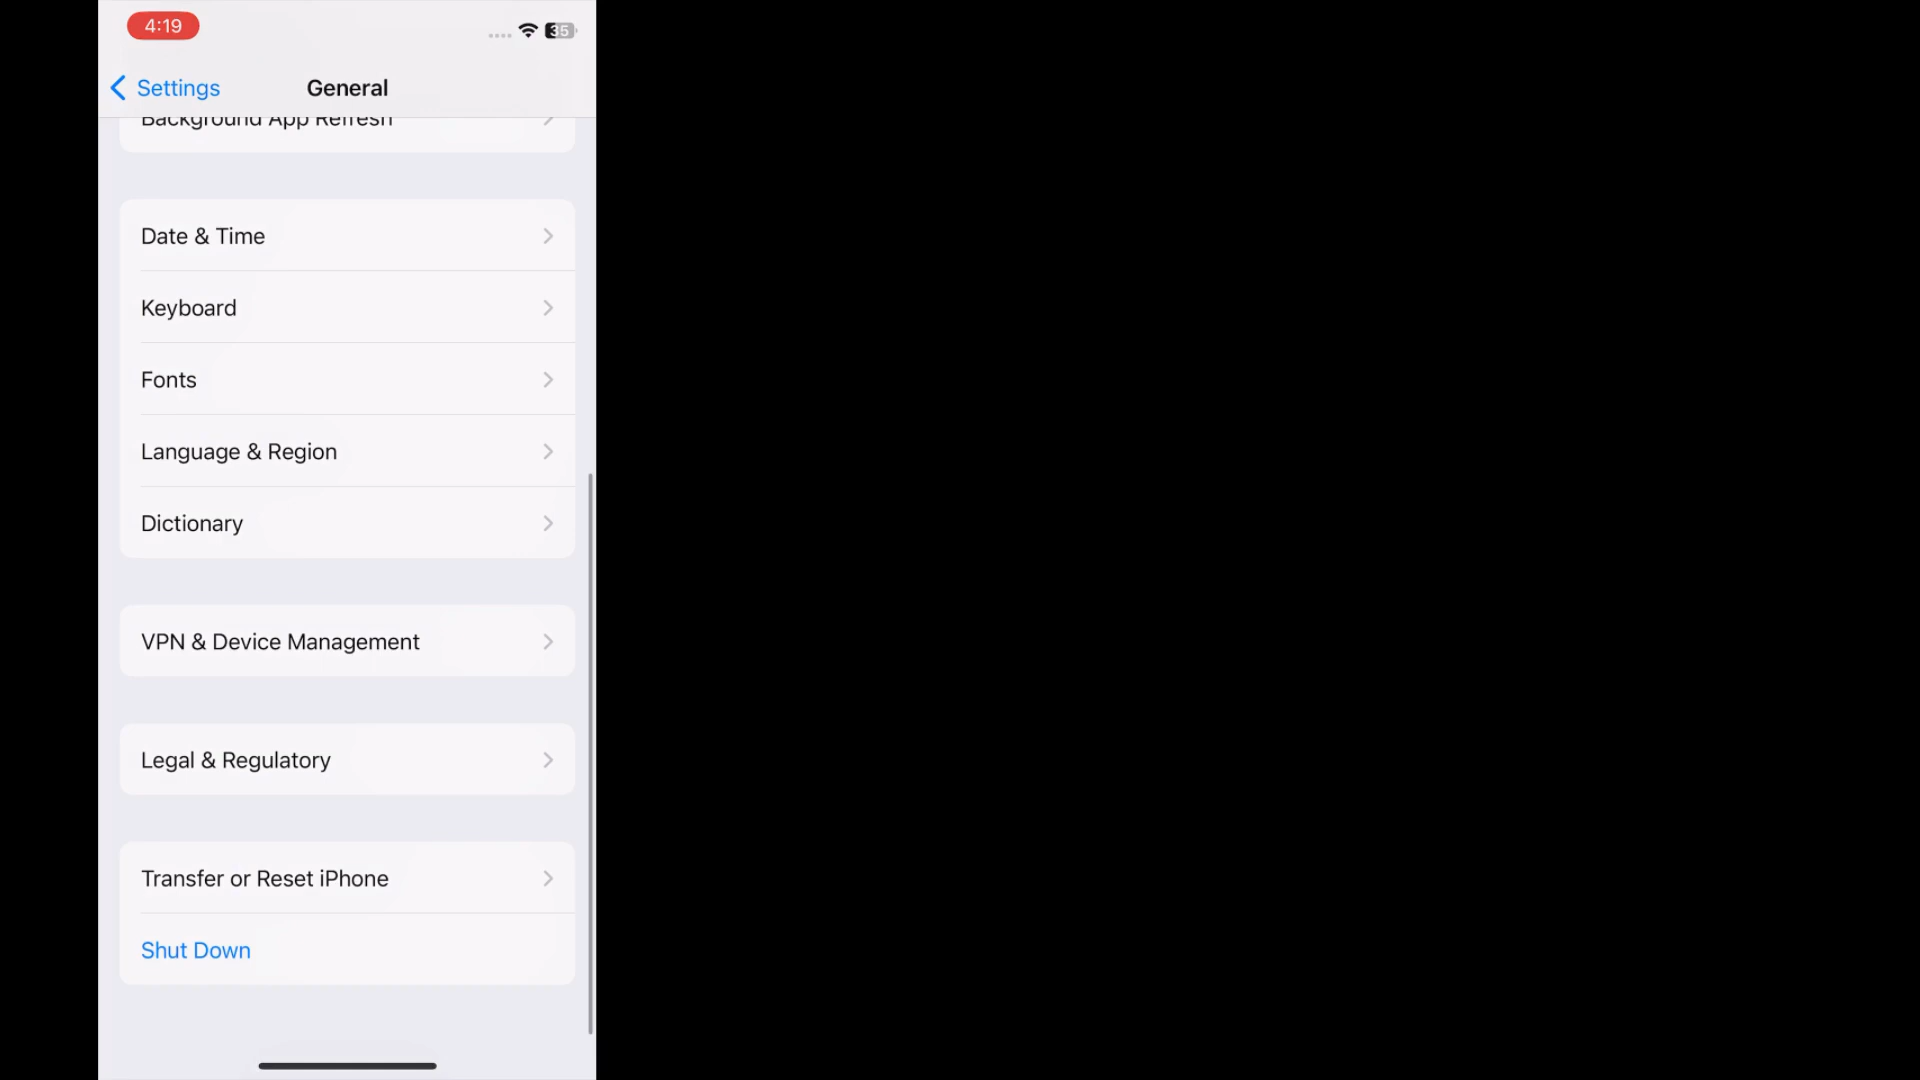 4:19
35
Settings
General
Background App Refresh
Date & Time
Keyboard
Fonts
Language & Region
Dictionary
VPN & Device Management
Legal & Regulatory
Transfer or Reset iPhone
Shut Down